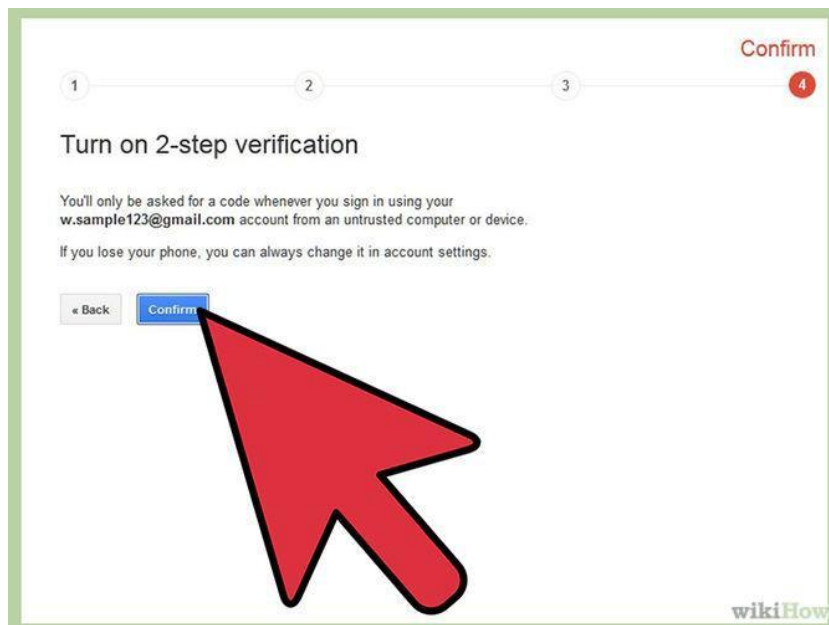 Confirm
1 2 3 4
Turn on 2-step verification
You'll only be asked for a code whenever you sign in using your
w.sample123@gmail.com account from an untrusted computer or device.
If you lose your phone, you can always change it in account settings.
« Back Confirm
wikiHow